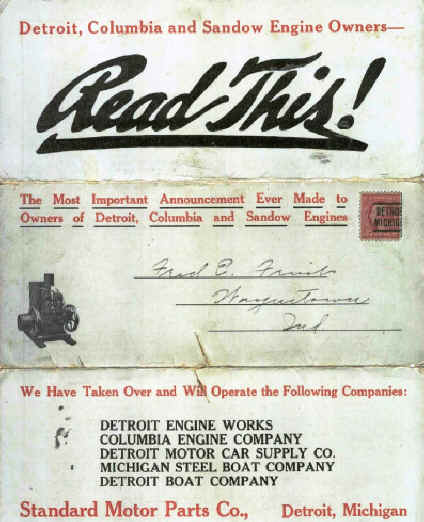 Detroit, Columbia and Sandow Engine Owners—
Read This!
The Most Important Announcement Ever Made to
Owners of Detroit, Columbia and Sandow Engines
DETROIT
MICHIGAN
Fred E.
Waynetown
Ind
We Have Taken Over and Will Operate the Following Companies:
DETROIT ENGINE WORKS
COLUMBIA ENGINE COMPANY
DETROIT MOTOR CAR SUPPLY CO.
MICHIGAN STEEL BOAT COMPANY
DETROIT BOAT COMPANY
Standard Motor Parts Co., Detroit, Michigan